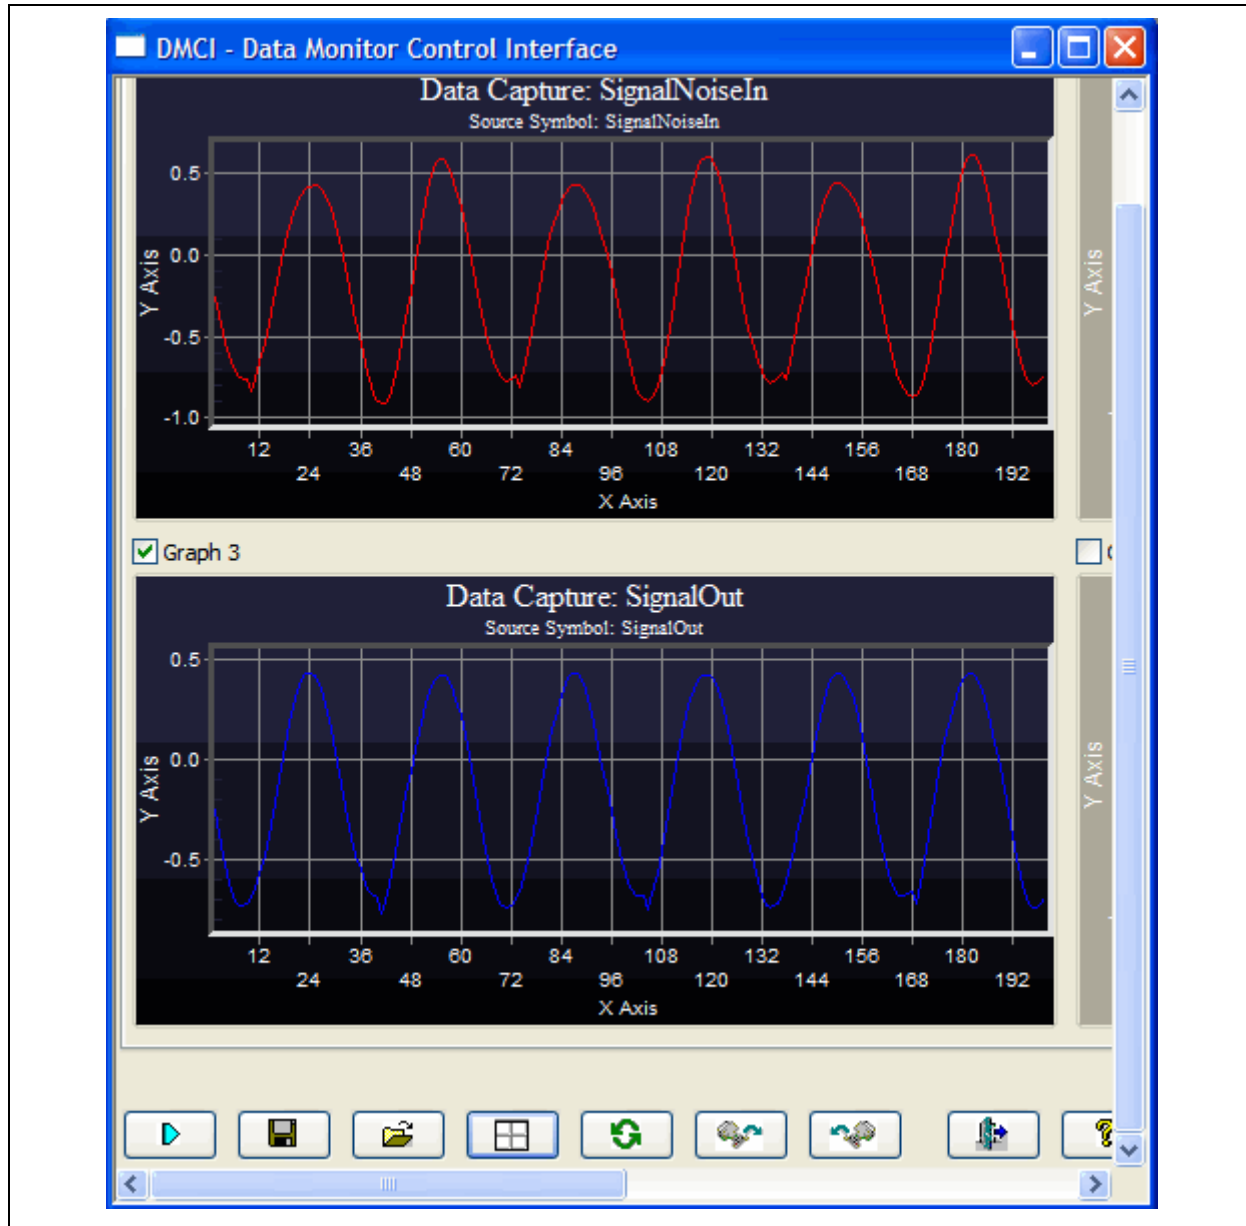 DMCI - Data Monitor Control Interface
Data Capture: SignalNoiseIn
Source Symbol: SignalNoiseIn
0.5
0.0
-0.5
-1.0
Y Axis
12 36 60 84 108 132 156 180
24 48 72 96 120 144 168 192
X Axis
Y Axis
Graph 3
Data Capture: SignalOut
Source Symbol: SignalOut
0.5
0.0
-0.5
Y Axis
12 36 60 84 108 132 156 180
24 48 72 96 120 144 168 192
X Axis
Y Axis